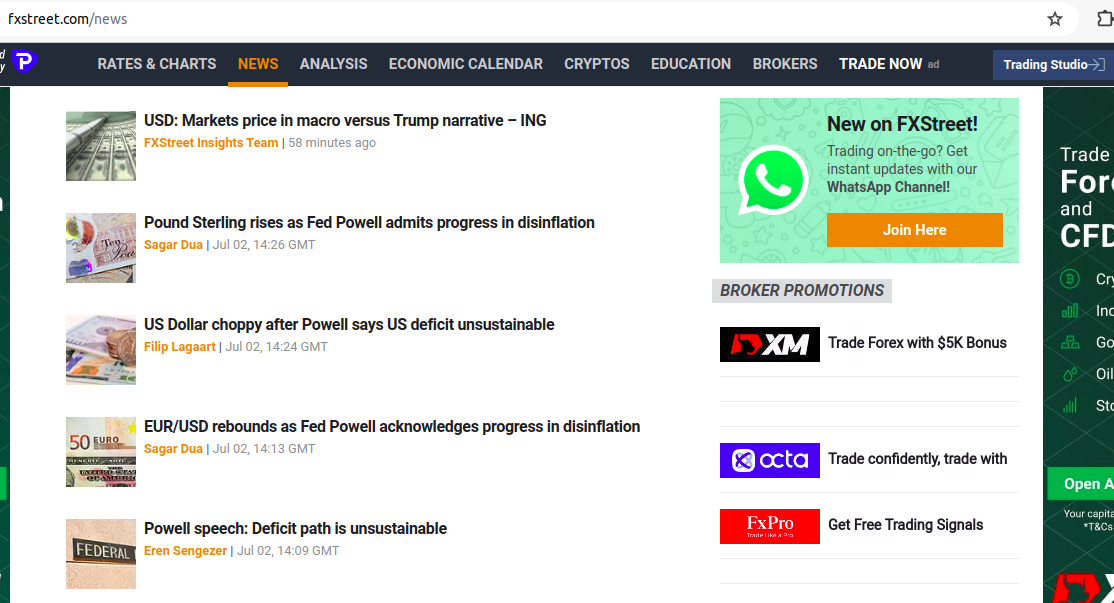 fxstreet.com/news
RATES & CHARTS NEWS ANALYSIS ECONOMIC CALENDAR CRYPTOS EDUCATION BROKERS TRADE NOW ad
Trading Studio
USD: Markets price in macro versus Trump narrative – ING
FXStreet Insights Team | 58 minutes ago
Pound Sterling rises as Fed Powell admits progress in disinflation
Sagar Dua | Jul 02, 14:26 GMT
US Dollar choppy after Powell says US deficit unsustainable
Filip Lagaart | Jul 02, 14:24 GMT
EUR/USD rebounds as Fed Powell acknowledges progress in disinflation
Sagar Dua | Jul 02, 14:13 GMT
50 EURO
Powell speech: Deficit path is unsustainable
Eren Sengezer | Jul 02, 14:09 GMT
FEDERAL
New on FXStreet!
Trading on-the-go? Get
instant updates with our
WhatsApp Channel!
Join Here
BROKER PROMOTIONS
XM
Trade Forex with $5K Bonus
octa
Trade confidently, trade with
FxPro
Trade Like a Pro
Get Free Trading Signals
Trade
and
CFD
Open A
Your capita
*T&Cs